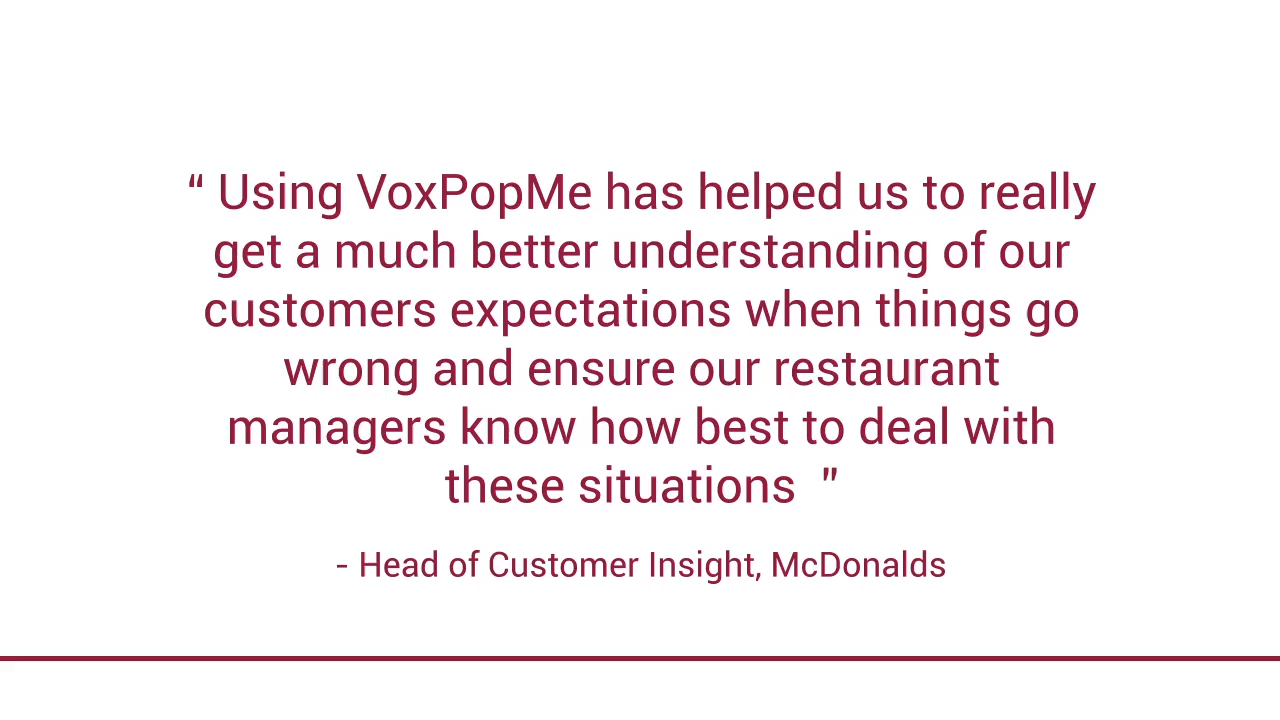 “ Using VoxPopMe has helped us to really
get a much better understanding of our
customers expectations when things go
wrong and ensure our restaurant
managers know how best to deal with
these situations ”
- Head of Customer Insight, McDonalds